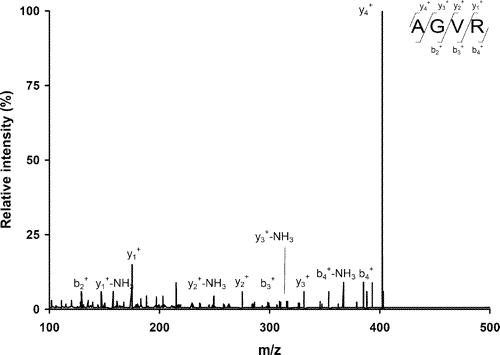 y4+
y4+ y3+ y2+ y1+
AGVR
b2+ b3+ b4+
100
75
50
25
0
Relative intensity (%)
y3+-NH3
y1+
b2+ y1+-NH3 y2+-NH3 y2+ b3+ y3+ b4+-NH3 b4+
100 200 300 400 500
m/z